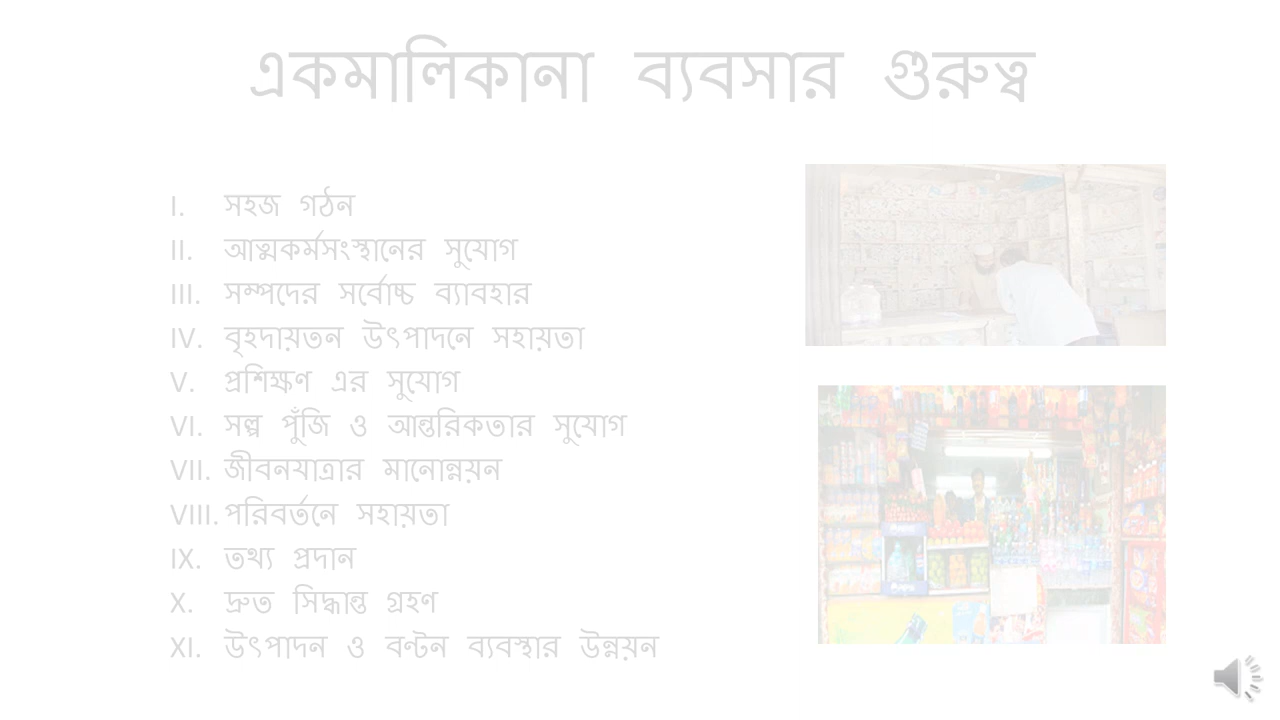 একমালিকানা ব্যবসার গুরুত্ব
I. সহজ গঠন
II. আত্মকর্মসংস্থানের সুযোগ
III. সম্পদের সর্বোচ্চ ব্যাবহার
IV. বৃহদায়তন উৎপাদনে সহায়তা
V. প্রশিক্ষণ এর সুযোগ
VI. সল্প পুঁজি ও আন্তরিকতার সুযোগ
VII. জীবনযাত্রার মানোন্নয়ন
VIII. পরিবর্তনে সহায়তা
IX. তথ্য প্রদান
X. দ্রুত সিদ্ধান্ত গ্রহণ
XI. উৎপাদন ও বণ্টন ব্যবস্থার উন্নয়ন